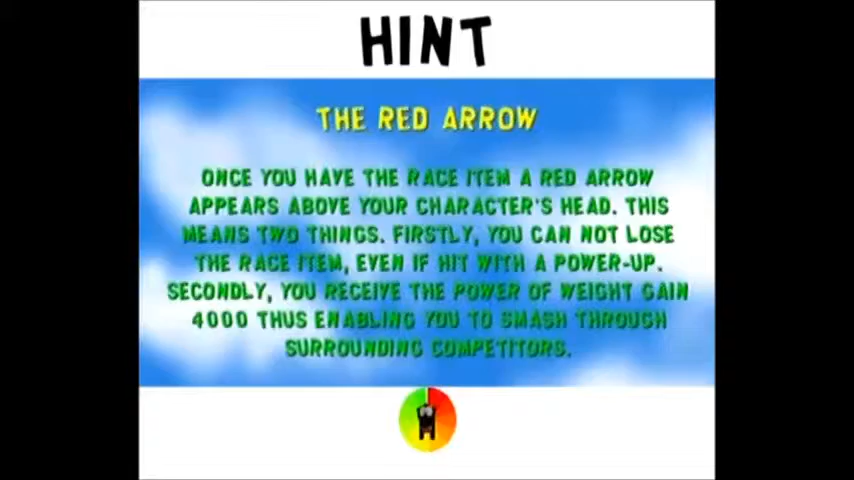 HINT
THE RED ARROW
ONCE YOU HAVE THE RACE ITEM A RED ARROW
APPEARS ABOVE YOUR CHARACTER'S HEAD. THIS
MEANS TWO THINGS. FIRSTLY, YOU CAN NOT LOSE
THE RACE ITEM, EVEN IF HIT WITH A POWER-UP.
SECONDLY, YOU RECEIVE THE POWER OF WEIGHT GAIN
4000 THUS ENABLING YOU TO SMASH THROUGH
SURROUNDING COMPETITORS.